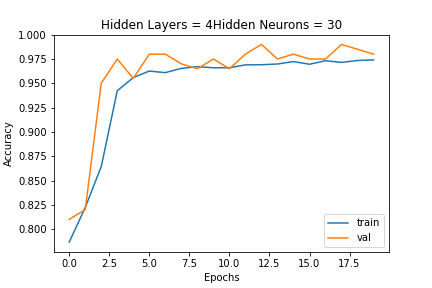 Hidden Layers = 4Hidden Neurons = 30
1.000
0.975
0.950
0.925
0.900
0.875
0.850
0.825
0.800
Accuracy
0.0 2.5 5.0 7.5 10.0 12.5 15.0 17.5
Epochs
train
val